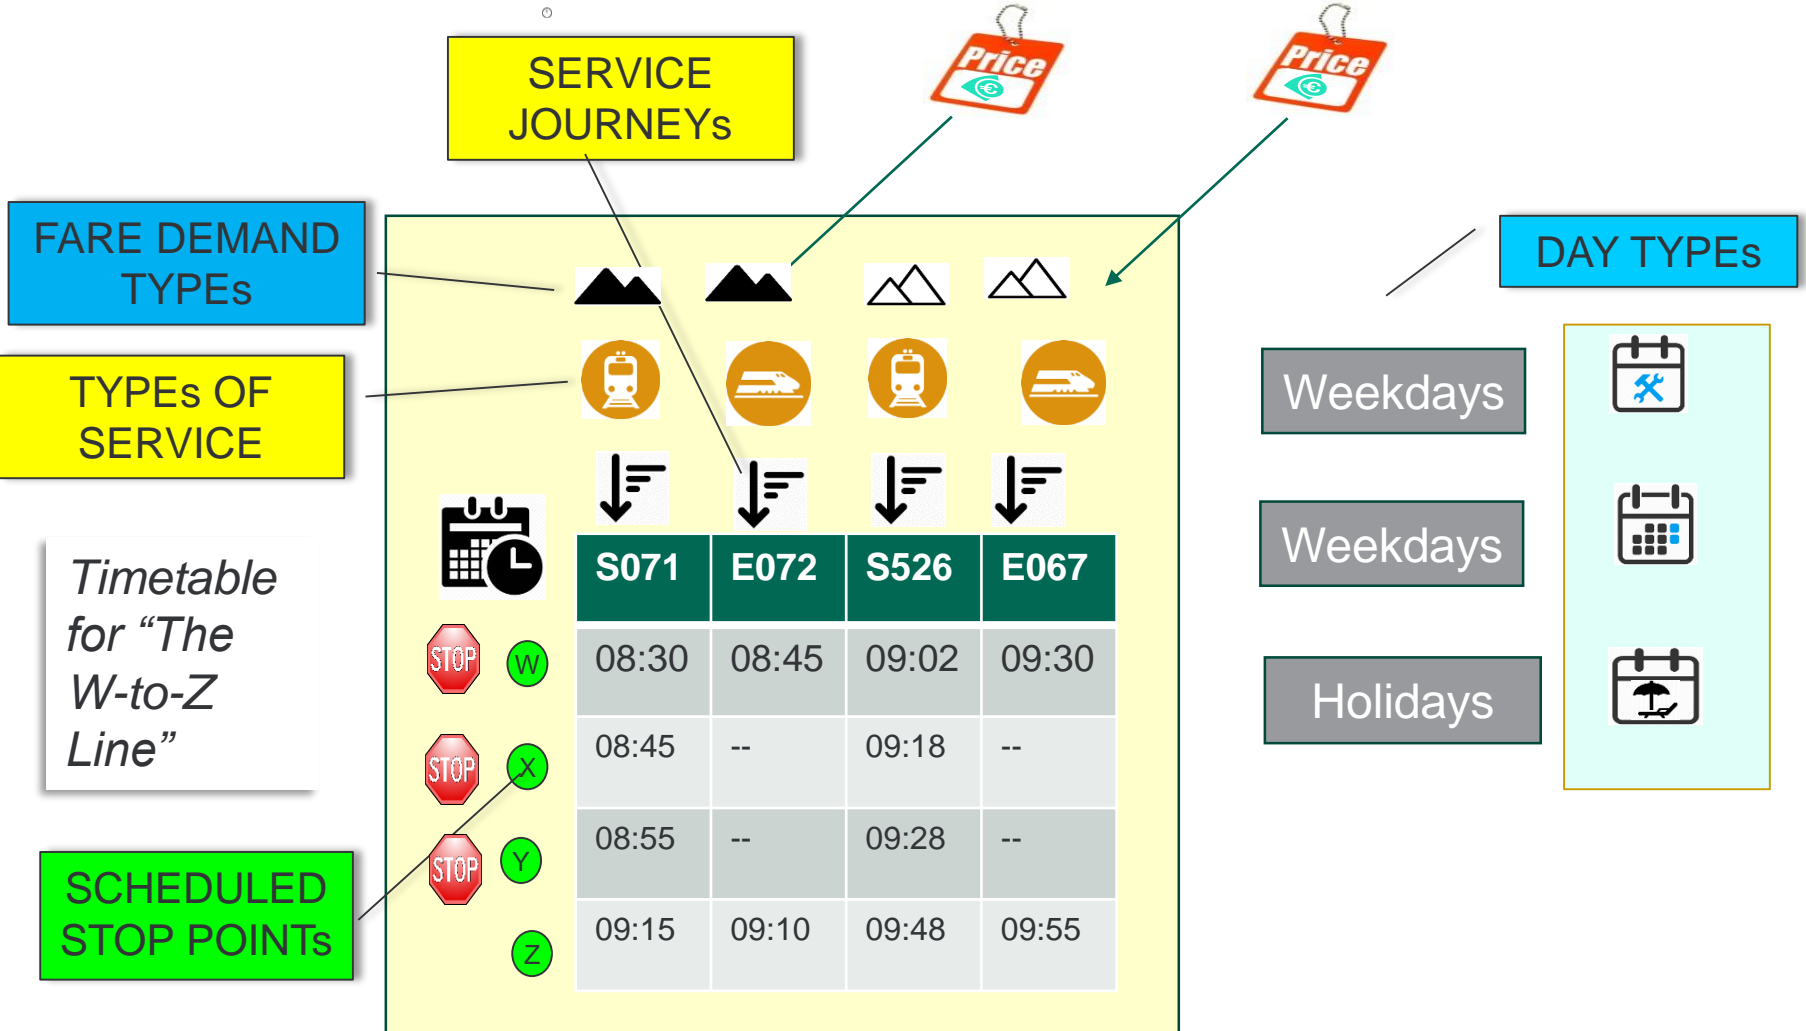 SERVICE
JOURNEYs
Price
€
Price
€
FARE DEMAND
TYPEs
DAY TYPEs
TYPEs OF
SERVICE
Weekdays
Weekdays
Holidays
Timetable
for “The
W-to-Z
Line”
S071 E072 S526 E067
STOP W 08:30 08:45 09:02 09:30
STOP X 08:45 -- 09:18 --
STOP Y 08:55 -- 09:28 --
Z 09:15 09:10 09:48 09:55
SCHEDULED
STOP POINTs